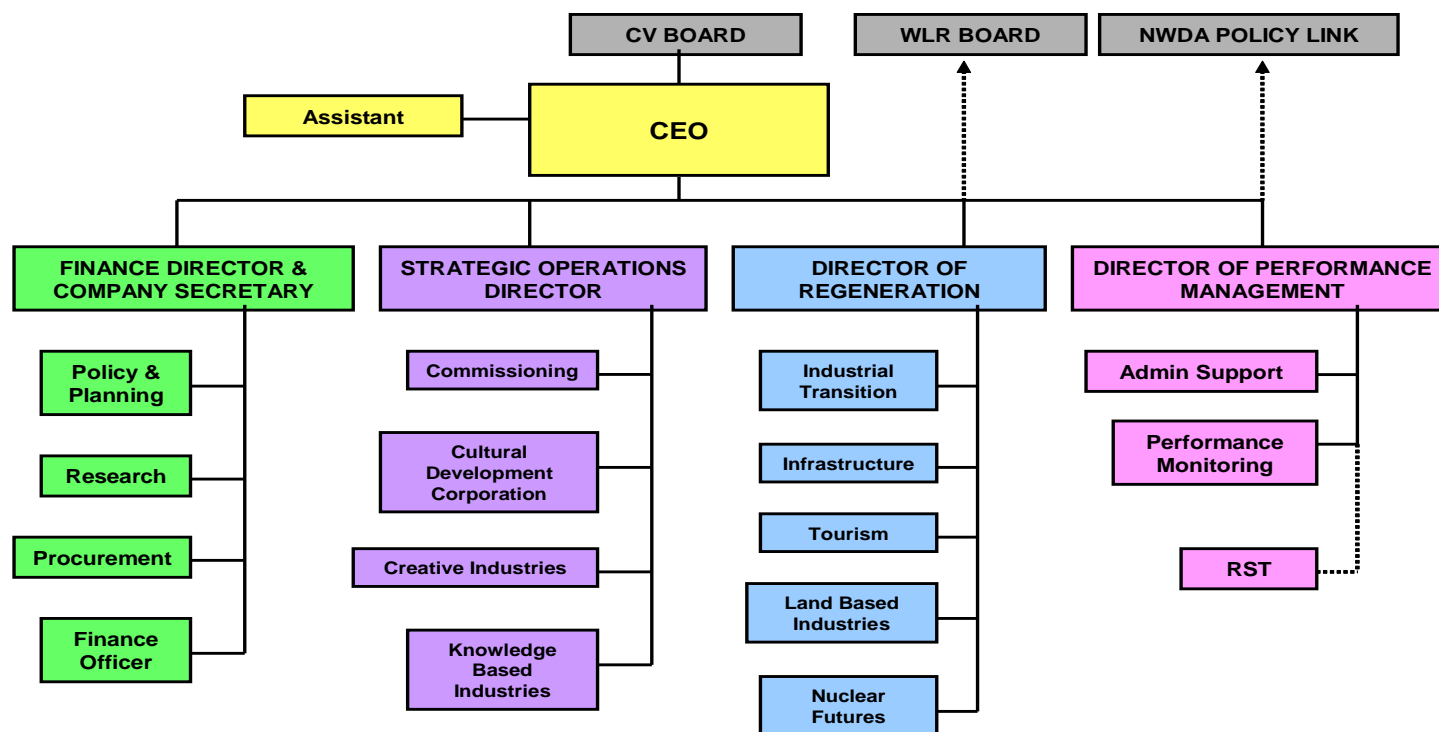 CV BOARD
WLR BOARD
NWDA POLICY LINK
Assistant
CEO
FINANCE DIRECTOR &
COMPANY SECRETARY
STRATEGIC OPERATIONS
DIRECTOR
DIRECTOR OF
REGENERATION
DIRECTOR OF PERFORMANCE
MANAGEMENT
Policy &
Planning
Research
Procurement
Finance
Officer
Commissioning
Cultural
Development
Corporation
Creative Industries
Knowledge
Based
Industries
Industrial
Transition
Infrastructure
Tourism
Land Based
Industries
Nuclear
Futures
Admin Support
Performance
Monitoring
RST